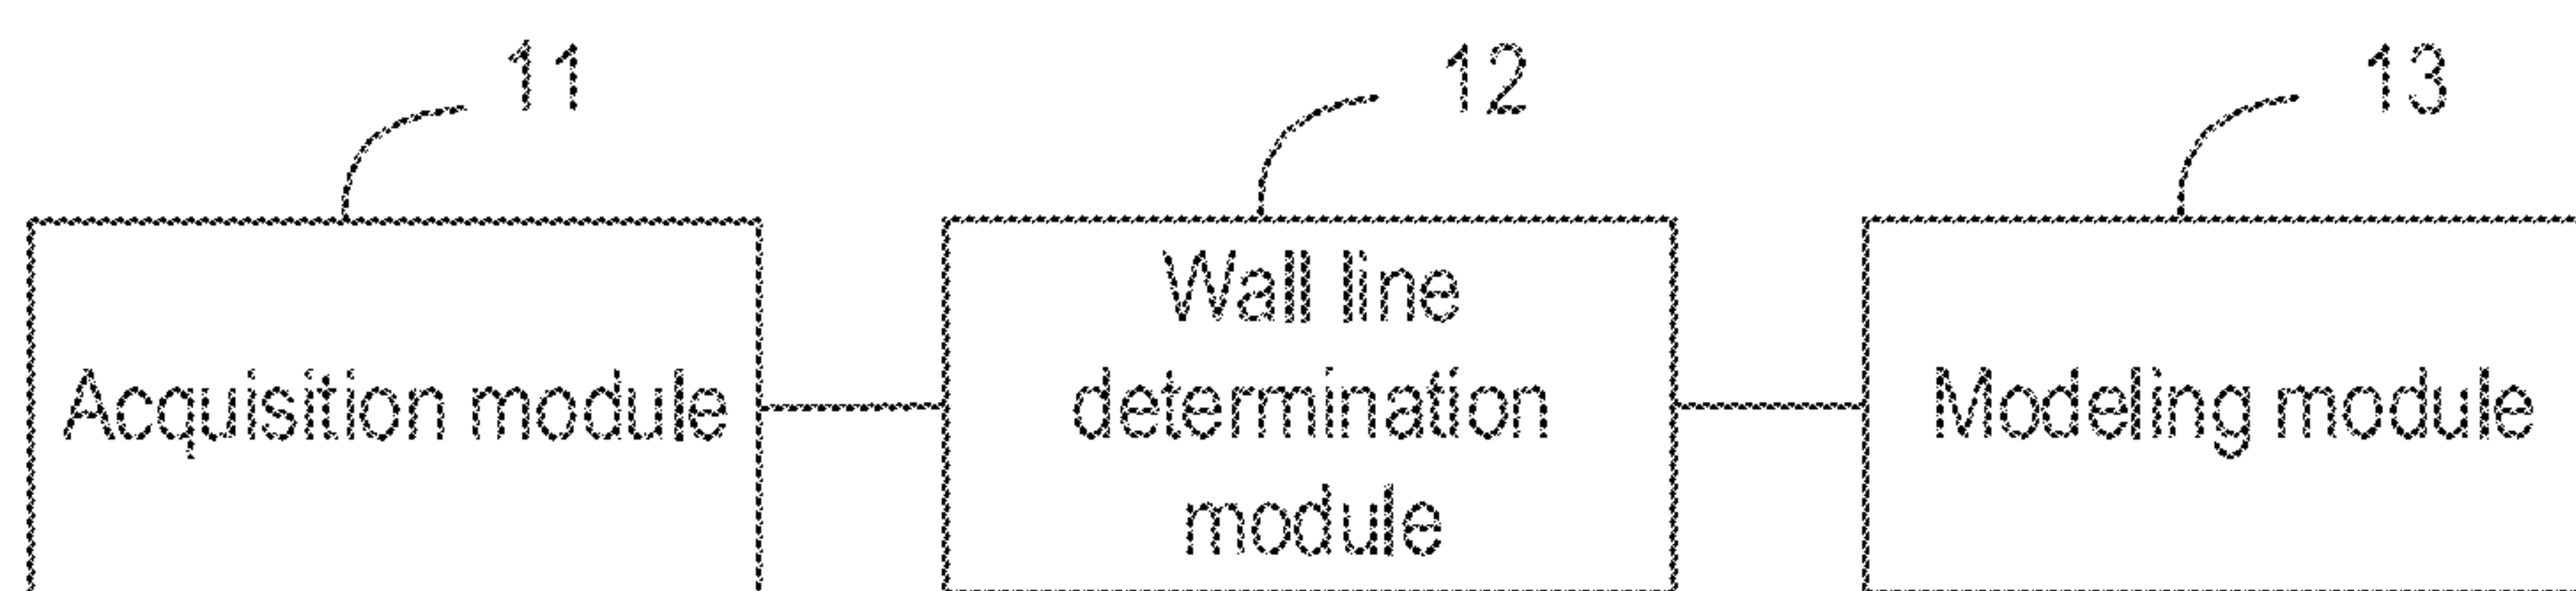 11
12
13
Acquisition module
Wall line
determination
module
Modeling module